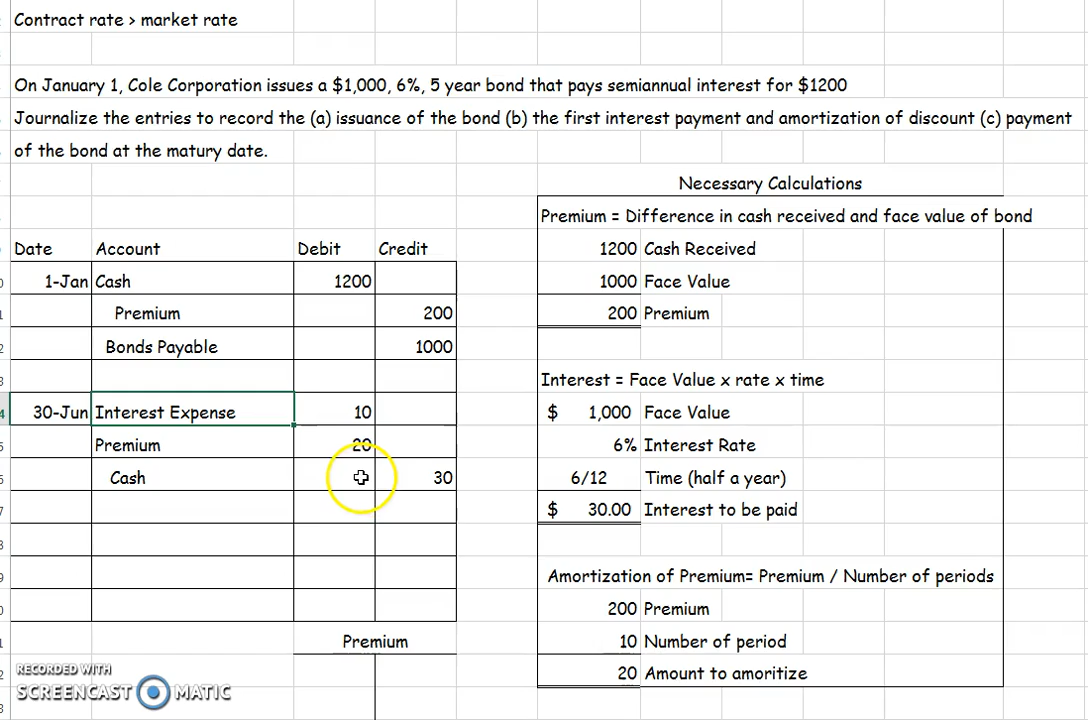 Contract rate > market rate
On January 1, Cole Corporation issues a $1,000, 6%, 5 year bond that pays semiannual interest for $1200
Journalize the entries to record the (a) issuance of the bond (b) the first interest payment and amortization of discount (c) payment
of the bond at the matury date.
Necessary Calculations
Premium = Difference in cash received and face value of bond
Date Account Debit Credit
1200 Cash Received
1-Jan Cash 1200
1000 Face Value
Premium 200
200 Premium
Bonds Payable 1000
Interest = Face Value x rate x time
30-Jun Interest Expense 10
$ 1,000 Face Value
Premium 20
6% Interest Rate
Cash 30
6/12 Time (half a year)
$ 30.00 Interest to be paid
Amortization of Premium= Premium / Number of periods
200 Premium
Premium
10 Number of period
20 Amount to amoritize
RECORDED WITH
SCREENCAST MATIC